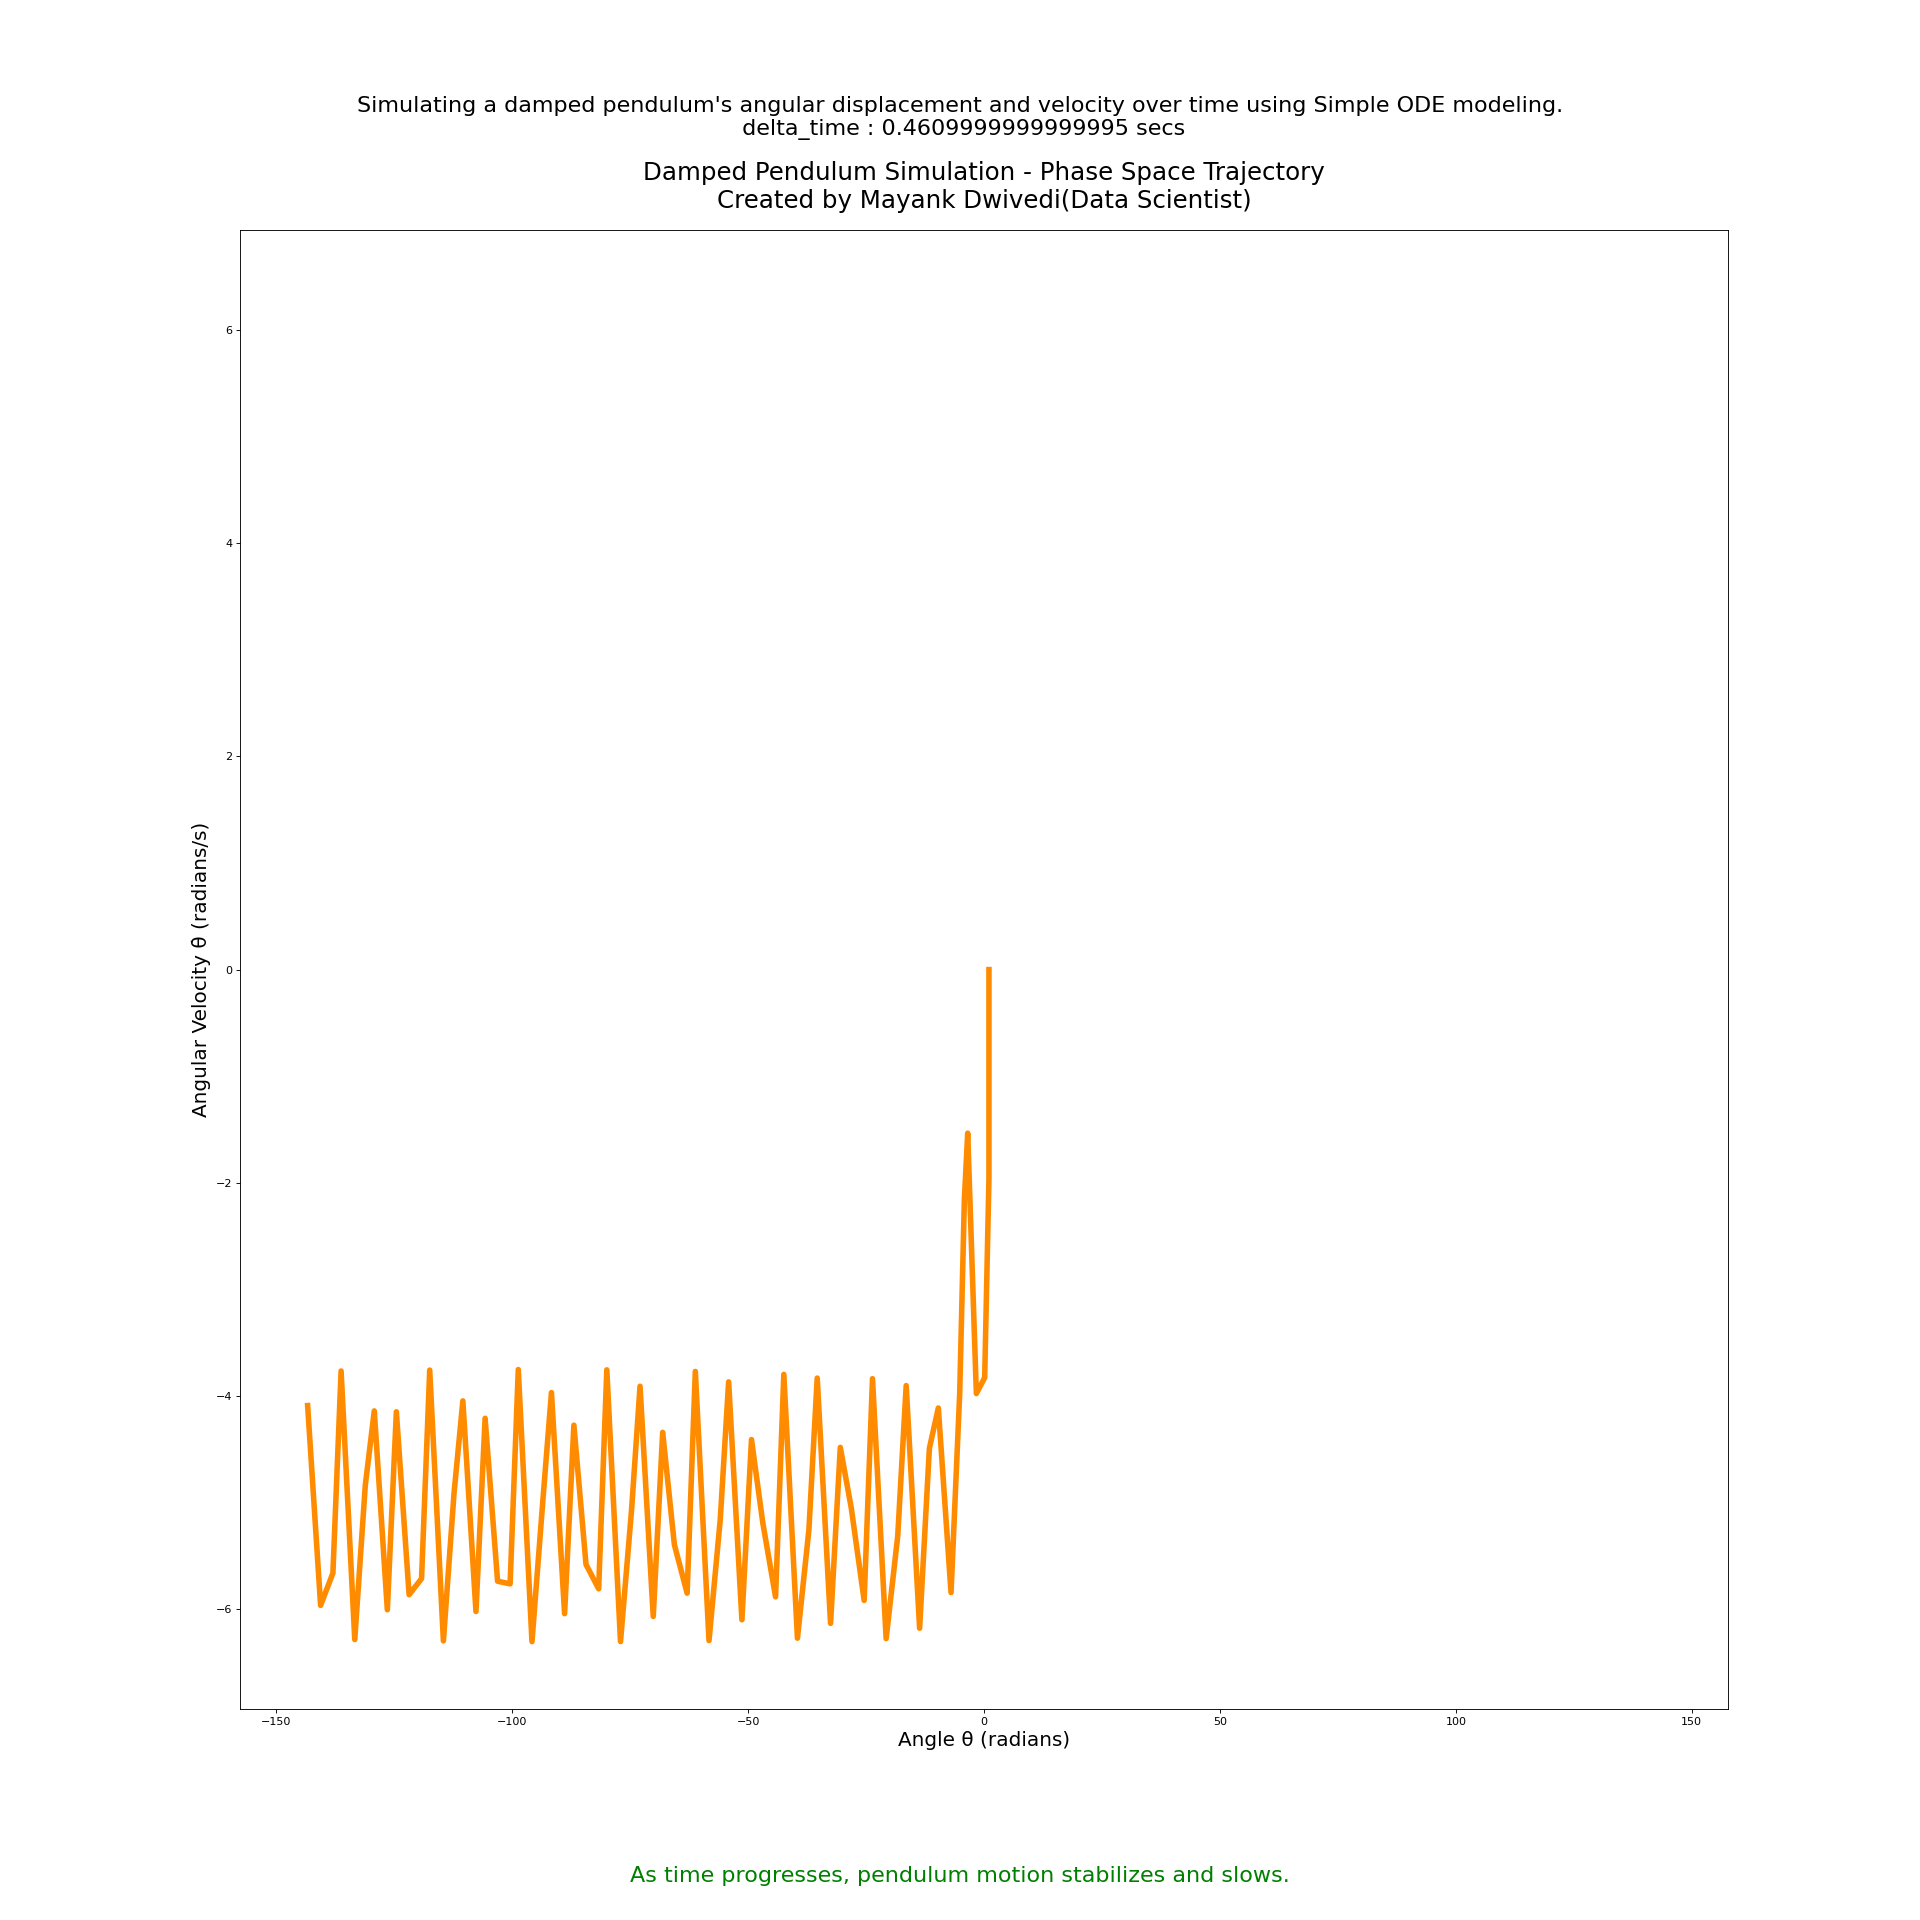 Simulating a damped pendulum's angular displacement and velocity over time using Simple ODE modeling.
delta_time : 0.4609999999999995 secs
Damped Pendulum Simulation - Phase Space Trajectory
Created by Mayank Dwivedi(Data Scientist)
6
4
2
0
−2
−4
−6
Angular Velocity θ (radians/s)
−150
−100
−50
0
50
100
150
Angle θ (radians)
As time progresses, pendulum motion stabilizes and slows.